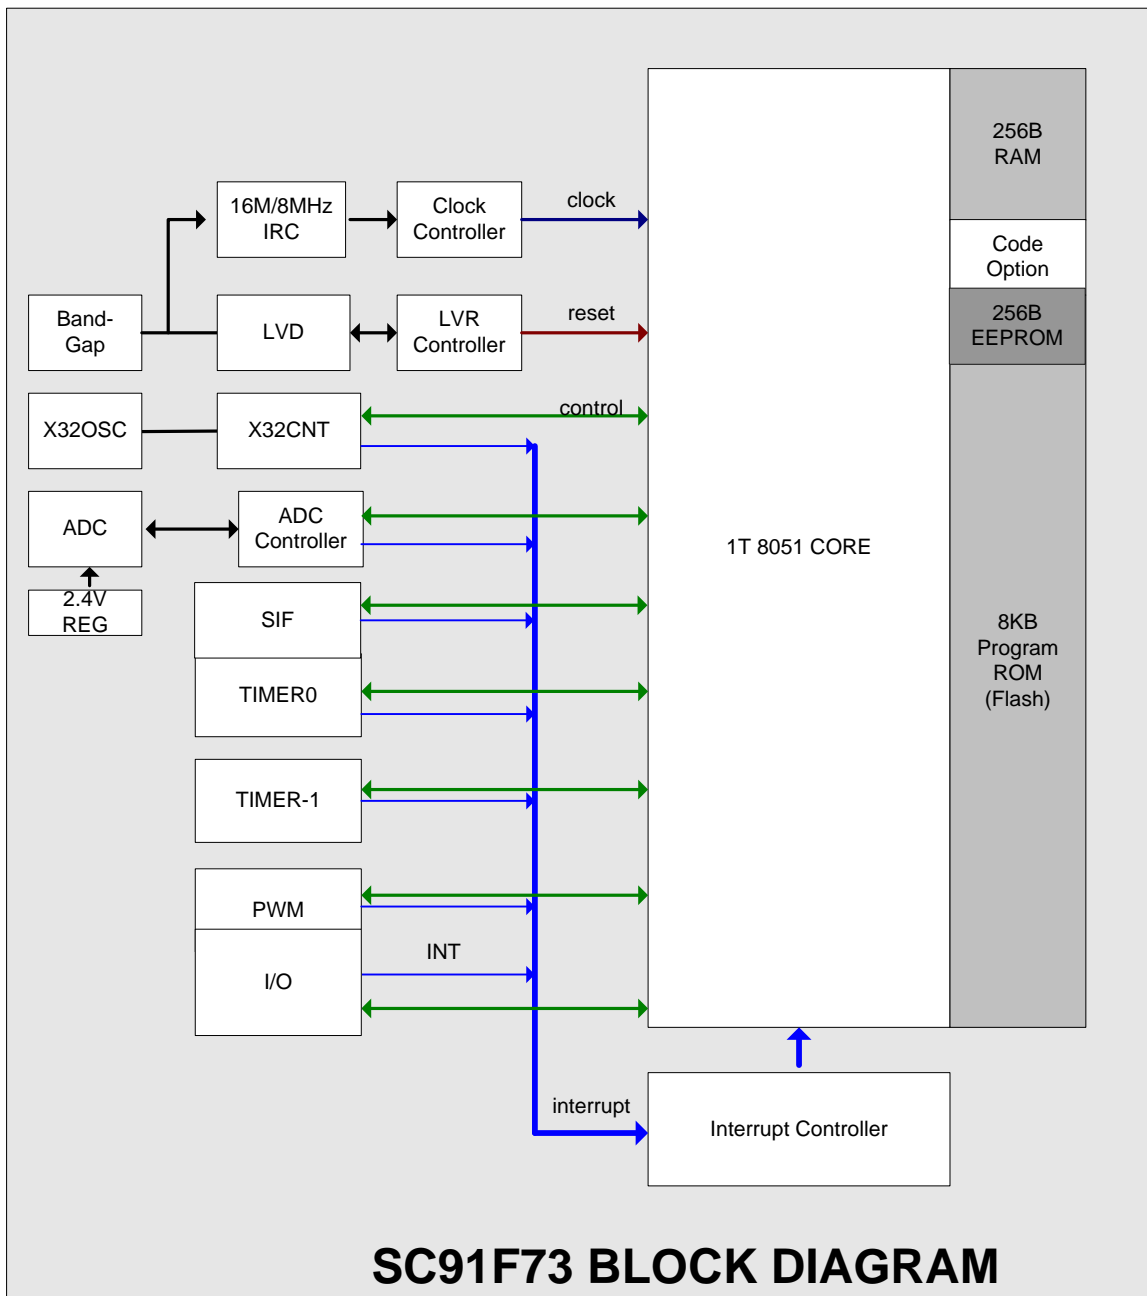 256B
RAM
16M/8MHz
IRC
Clock
Controller
clock
Code
Option
Band-
Gap
LVD
LVR
Controller
reset
256B
EEPROM
X32OSC
X32CNT
control
ADC
ADC
Controller
1T 8051 CORE
2.4V
REG
SIF
8KB
Program
ROM
(Flash)
TIMER0
TIMER-1
PWM
I/O
INT
interrupt
Interrupt Controller
SC91F73 BLOCK DIAGRAM